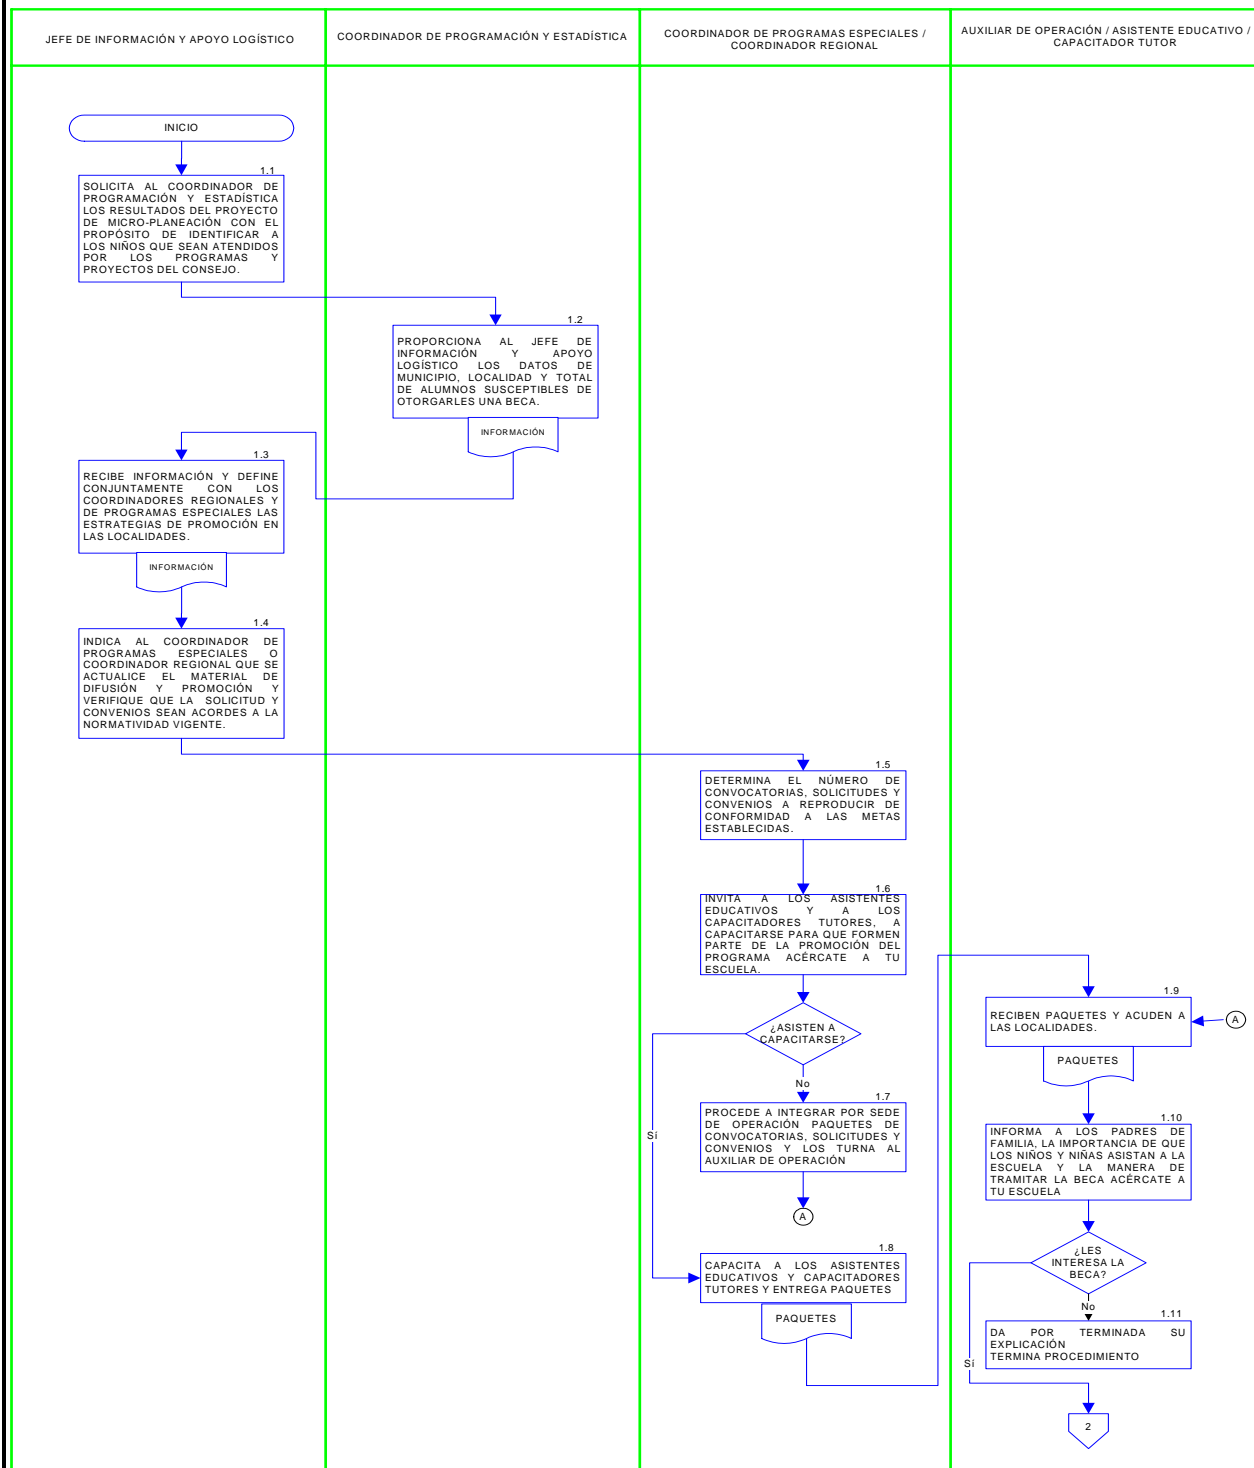 JEFE DE INFORMACIÓN Y APOYO LOGÍSTICO
COORDINADOR DE PROGRAMACIÓN Y ESTADÍSTICA
COORDINADOR DE PROGRAMAS ESPECIALES /
COORDINADOR REGIONAL
AUXILIAR DE OPERACIÓN / ASISTENTE EDUCATIVO /
CAPACITADOR TUTOR
INICIO
1.1
SOLICITA AL COORDINADOR DE
PROGRAMACIÓN Y ESTADÍSTICA
LOS RESULTADOS DEL PROYECTO
DE MICRO-PLANEACIÓN CON EL
PROPÓSITO DE IDENTIFICAR A
LOS NIÑOS QUE SEAN ATENDIDOS
POR LOS PROGRAMAS Y
PROYECTOS DEL CONSEJO.
1.2
PROPORCIONA AL JEFE DE
INFORMACIÓN Y APOYO
LOGÍSTICO LOS DATOS DE
MUNICIPIO, LOCALIDAD Y TOTAL
DE ALUMNOS SUSCEPTIBLES DE
OTORGARLES UNA BECA.
INFORMACIÓN
1.3
RECIBE INFORMACIÓN Y DEFINE
CONJUNTAMENTE CON LOS
COORDINADORES REGIONALES Y
DE PROGRAMAS ESPECIALES LAS
ESTRATEGIAS DE PROMOCIÓN EN
LAS LOCALIDADES.
INFORMACIÓN
1.4
INDICA AL COORDINADOR DE
PROGRAMAS ESPECIALES O
COORDINADOR REGIONAL QUE SE
ACTUALICE EL MATERIAL DE
DIFUSIÓN Y PROMOCIÓN Y
VERIFIQUE QUE LA SOLICITUD Y
CONVENIOS SEAN ACORDES A LA
NORMATIVIDAD VIGENTE.
1.5
DETERMINA EL NÚMERO DE
CONVOCATORIAS, SOLICITUDES Y
CONVENIOS A REPRODUCIR DE
CONFORMIDAD A LAS METAS
ESTABLECIDAS.
1.6
INVITA A LOS ASISTENTES
EDUCATIVOS Y A LOS
CAPACITADORES TUTORES, A
CAPACITARSE PARA QUE FORMEN
PARTE DE LA PROMOCIÓN DEL
PROGRAMA ACÉRCATE A TU
ESCUELA.
¿ASISTEN A
CAPACITARSE?
No
Sí
1.7
PROCEDE A INTEGRAR POR SEDE
DE OPERACIÓN PAQUETES DE
CONVOCATORIAS, SOLICITUDES Y
CONVENIOS Y LOS TURNA AL
AUXILIAR DE OPERACIÓN
A
1.8
CAPACITA A LOS ASISTENTES
EDUCATIVOS Y CAPACITADORES
TUTORES Y ENTREGA PAQUETES
PAQUETES
1.9
RECIBEN PAQUETES Y ACUDEN A
LAS LOCALIDADES.
A
PAQUETES
1.10
INFORMA A LOS PADRES DE
FAMILIA, LA IMPORTANCIA DE QUE
LOS NIÑOS Y NIÑAS ASISTAN A LA
ESCUELA Y LA MANERA DE
TRAMITAR LA BECA ACÉRCATE A
TU ESCUELA
¿LES
INTERESA LA
BECA?
No
1.11
DA POR TERMINADA SU
EXPLICACIÓN
TERMINA PROCEDIMIENTO
Sí
2